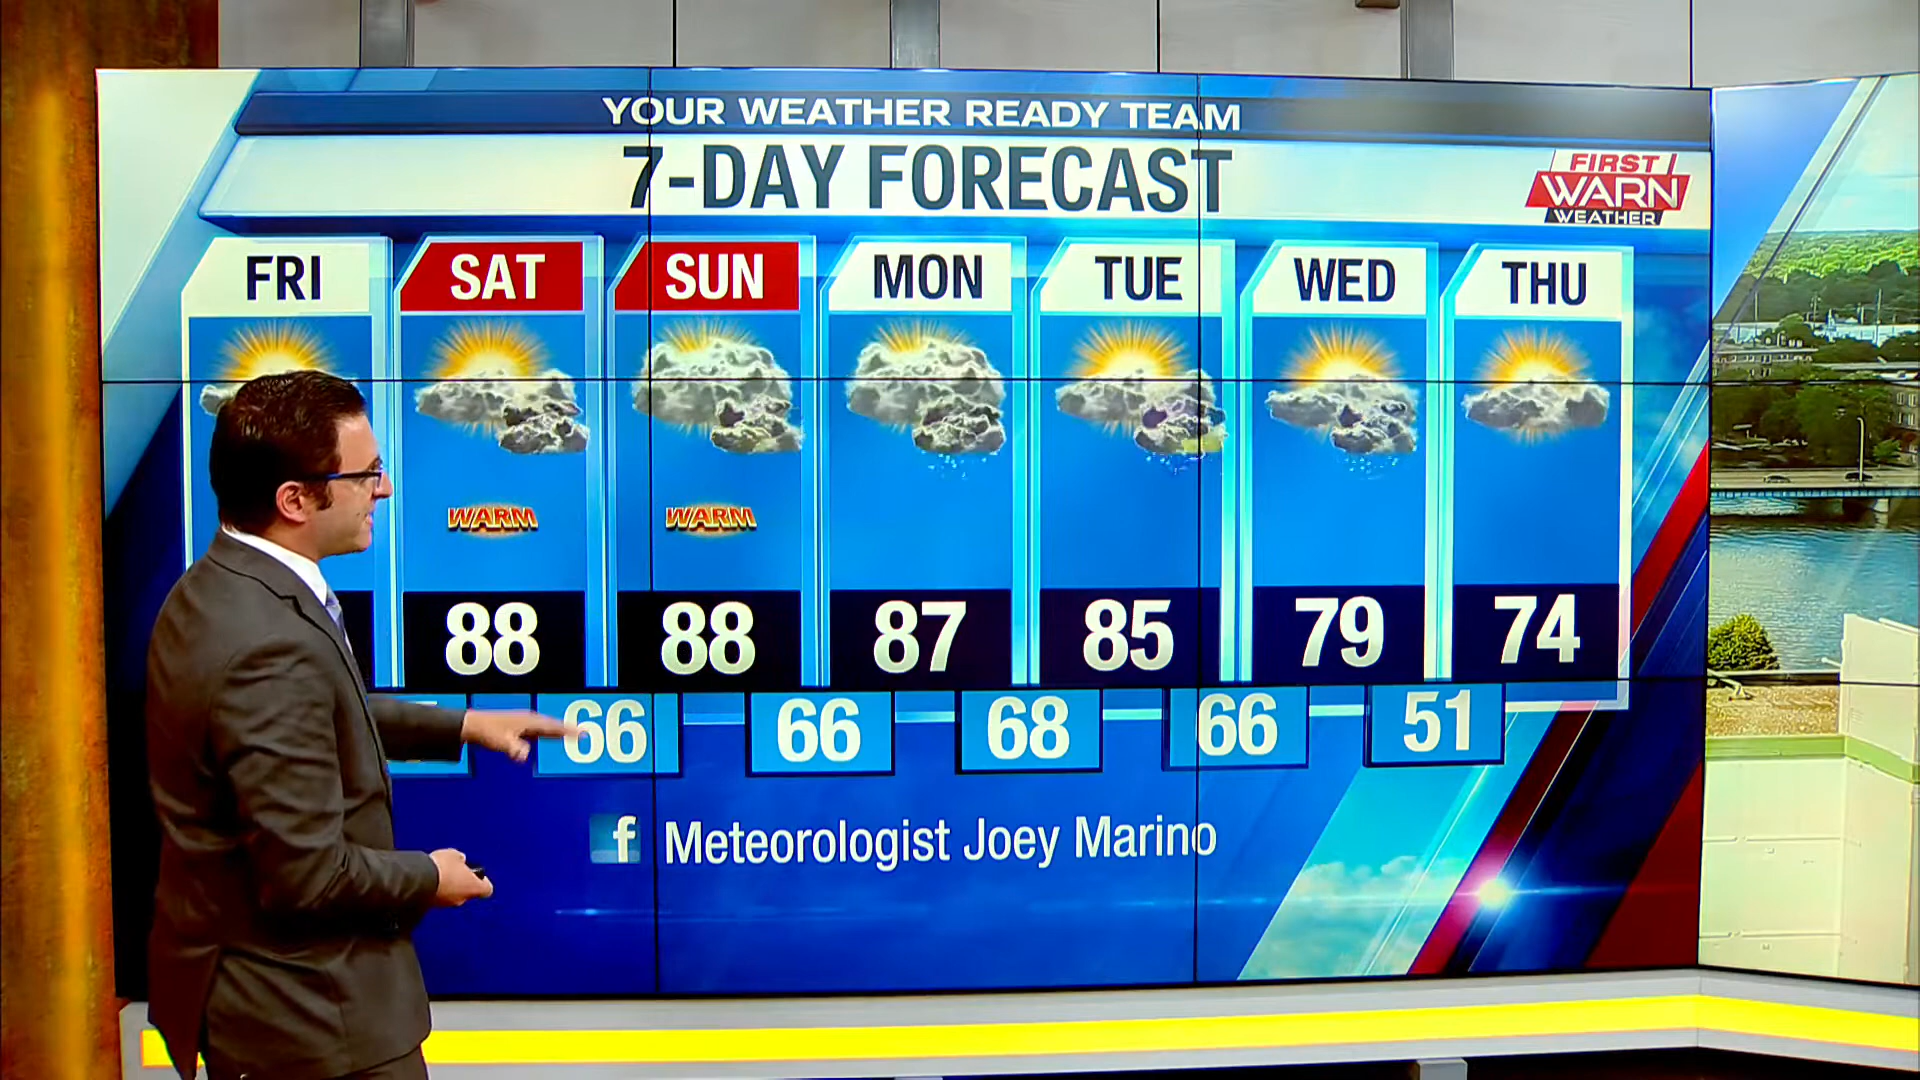 YOUR WEATHER READY TEAM
7-DAY FORECAST
FIRST
WARN
WEATHER
FRI SAT SUN MON TUE WED THU
WARM WARM
88 88 87 85 79 74
66 66 68 66 51
f Meteorologist Joey Marino